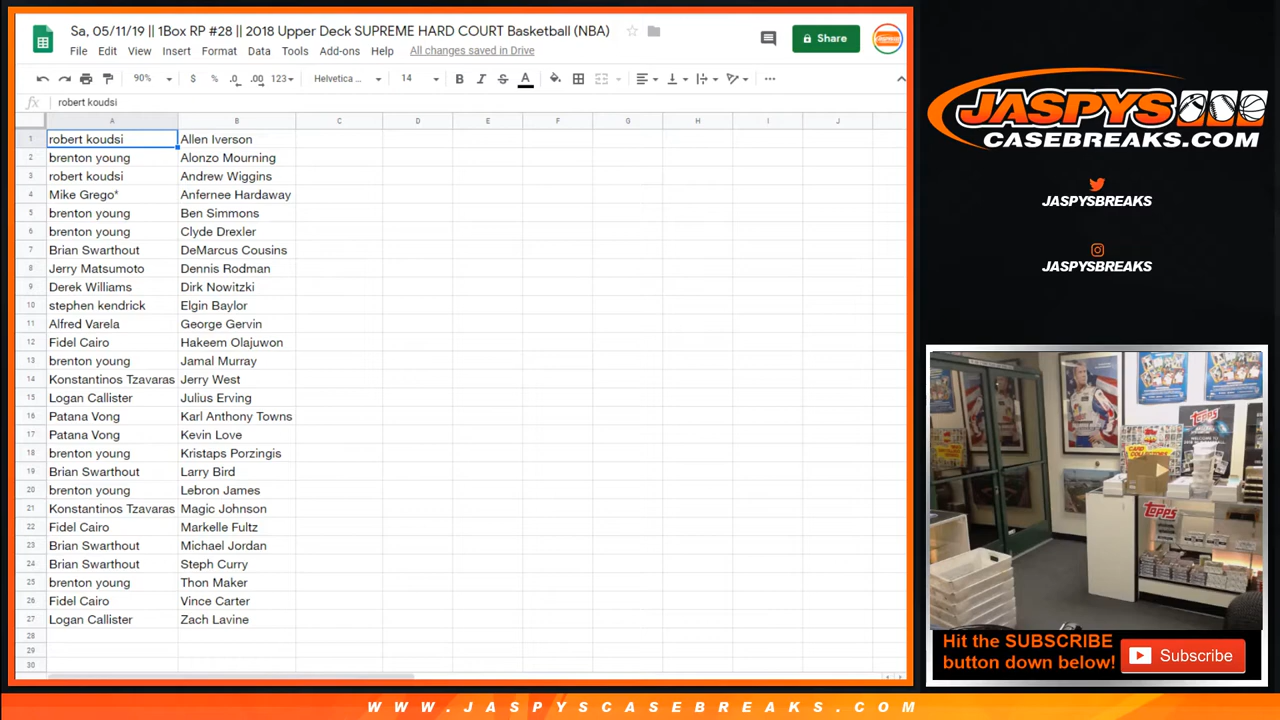 Sa, 05/11/19 || 1Box RP #28 || 2018 Upper Deck SUPREME HARD COURT Basketball (NBA)
File Edit View Insert Format Data Tools Add-ons Help All changes saved in Drive
Share
90% $ % .0 .00 123 Helvetica ... 14 B I S A
fx robert koudsi
A B C D E F G H I J
1 robert koudsi Allen Iverson
2 brenton young Alonzo Mourning
3 robert koudsi Andrew Wiggins
4 Mike Grego* Anfernee Hardaway
5 brenton young Ben Simmons
6 brenton young Clyde Drexler
7 Brian Swarthout DeMarcus Cousins
8 Jerry Matsumoto Dennis Rodman
9 Derek Williams Dirk Nowitzki
10 stephen kendrick Elgin Baylor
11 Alfred Varela George Gervin
12 Fidel Cairo Hakeem Olajuwon
13 brenton young Jamal Murray
14 Konstantinos Tzavaras Jerry West
15 Logan Callister Julius Erving
16 Patana Vong Karl Anthony Towns
17 Patana Vong Kevin Love
18 brenton young Kristaps Porzingis
19 Brian Swarthout Larry Bird
20 brenton young Lebron James
21 Konstantinos Tzavaras Magic Johnson
22 Fidel Cairo Markelle Fultz
23 Brian Swarthout Michael Jordan
24 Brian Swarthout Steph Curry
25 brenton young Thon Maker
26 Fidel Cairo Vince Carter
27 Logan Callister Zach Lavine
28
29
30
JASPYS
CASEBREAKS.COM
JASPYSBREAKS
JASPYSBREAKS
Topps
Topps
Hit the SUBSCRIBE
button down below!
Subscribe
WWW.JASPYSCASEBREAKS.COM